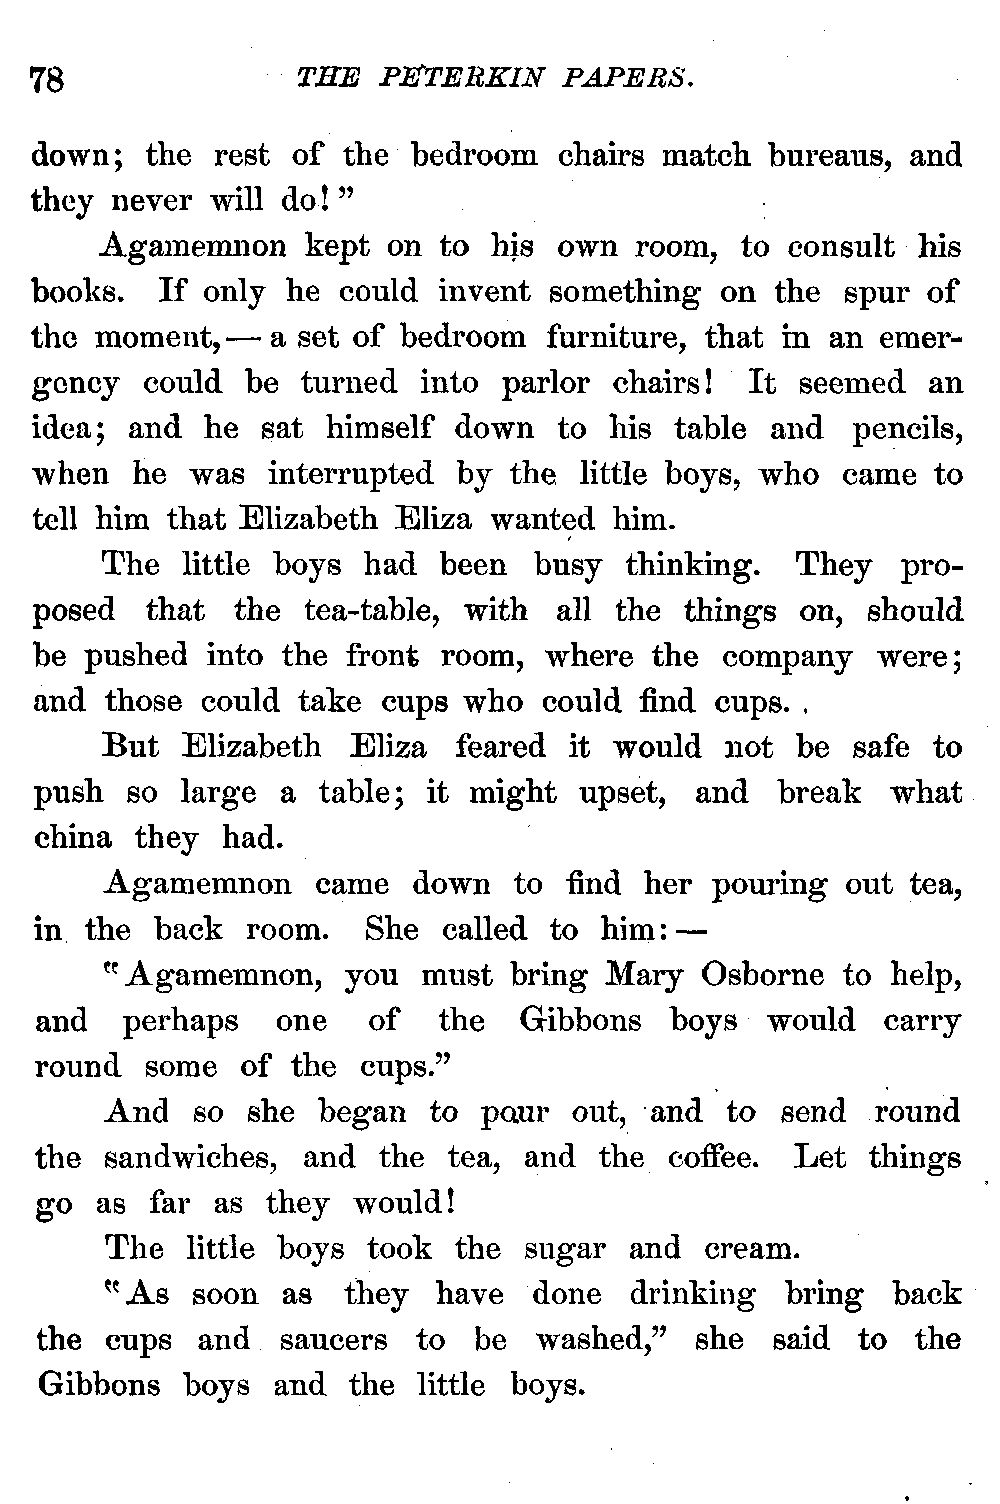 78 THE PETERKIN PAPERS.
down; the rest of the bedroom chairs match bureaus, and
they never will do!”
Agamemnon kept on to his own room, to consult his
books. If only he could invent something on the spur of
the moment,— a set of bedroom furniture, that in an emer-
gency could be turned into parlor chairs! It seemed an
idea; and he sat himself down to his table and pencils,
when he was interrupted by the little boys, who came to
tell him that Elizabeth Eliza wanted him.
The little boys had been busy thinking. They pro-
posed that the tea-table, with all the things on, should
be pushed into the front room, where the company were;
and those could take cups who could find cups.
But Elizabeth Eliza feared it would not be safe to
push so large a table; it might upset, and break what
china they had.
Agamemnon came down to find her pouring out tea,
in the back room. She called to him: —
“Agamemnon, you must bring Mary Osborne to help,
and perhaps one of the Gibbons boys would carry
round some of the cups.”
And so she began to pour out, and to send round
the sandwiches, and the tea, and the coffee. Let things
go as far as they would!
The little boys took the sugar and cream.
“As soon as they have done drinking bring back
the cups and saucers to be washed,” she said to the
Gibbons boys and the little boys.